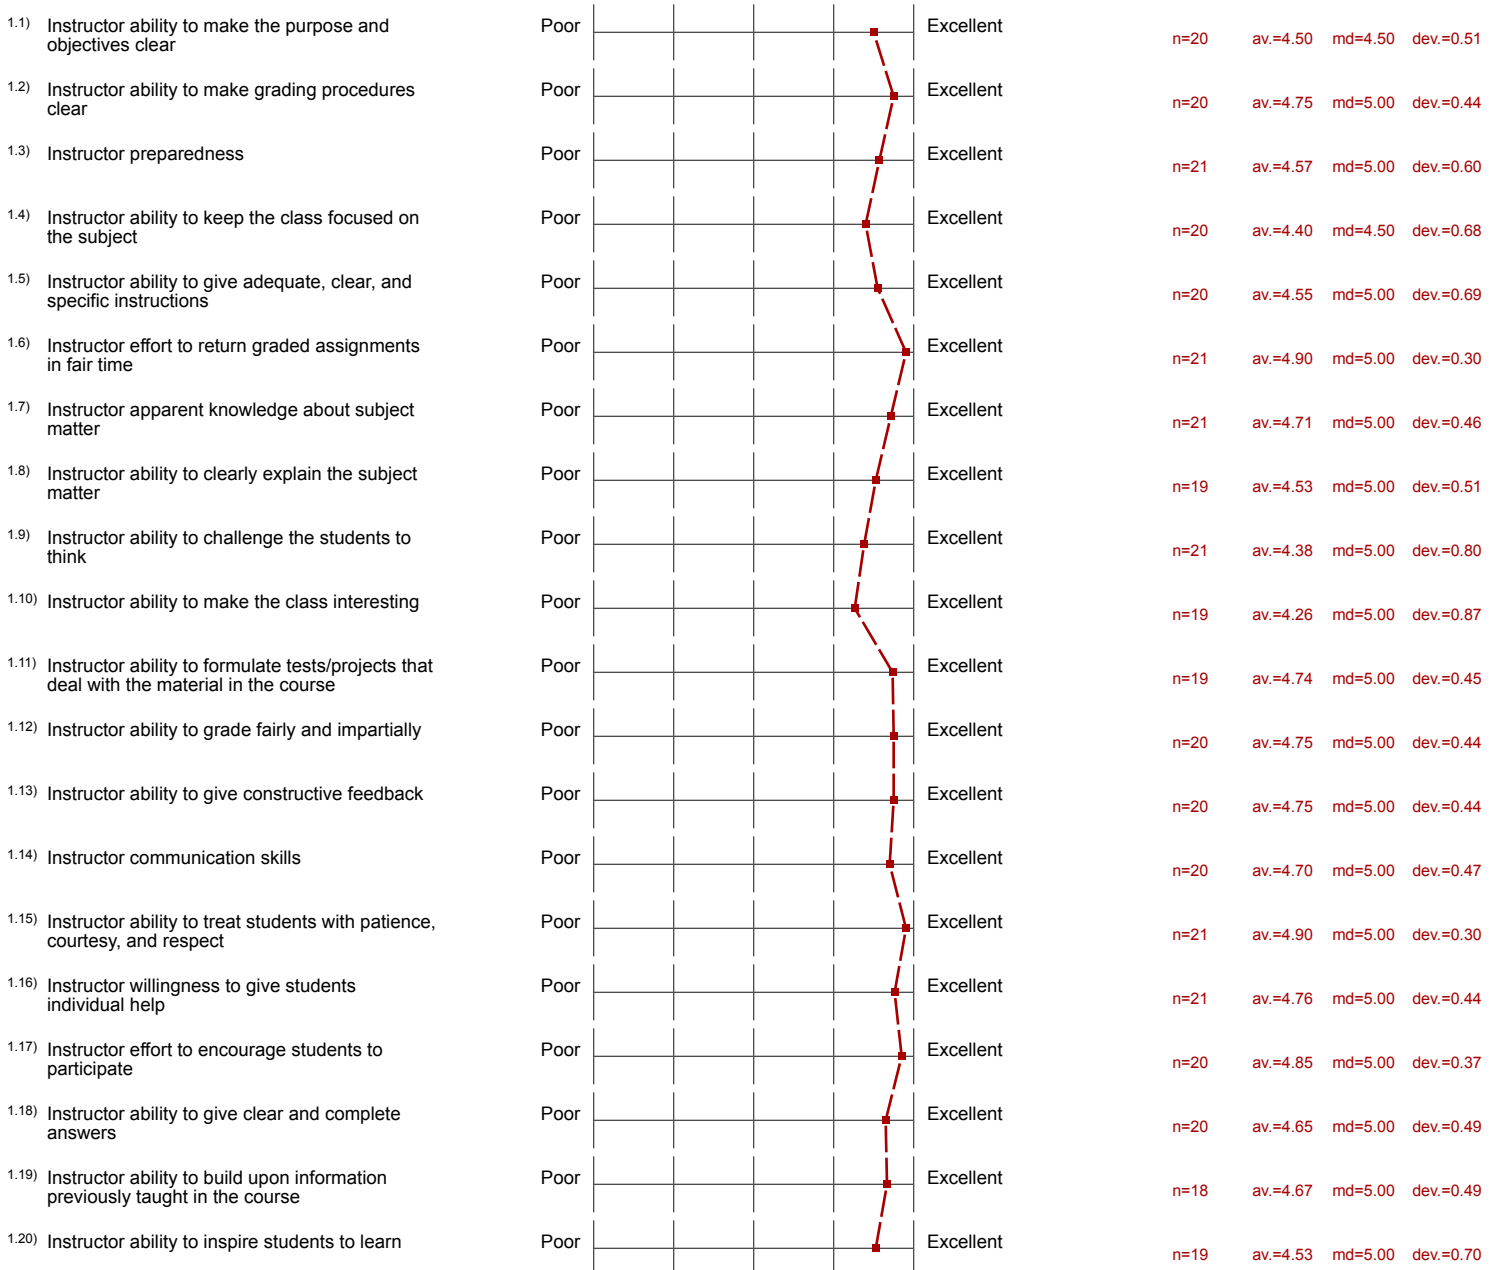 1.1) Instructor ability to make the purpose and
objectives clear
Poor
Excellent
n=20 av.=4.50 md=4.50 dev.=0.51
1.2) Instructor ability to make grading procedures
clear
Poor
Excellent
n=20 av.=4.75 md=5.00 dev.=0.44
1.3) Instructor preparedness
Poor
Excellent
n=21 av.=4.57 md=5.00 dev.=0.60
1.4) Instructor ability to keep the class focused on
the subject
Poor
Excellent
n=20 av.=4.40 md=4.50 dev.=0.68
1.5) Instructor ability to give adequate, clear, and
specific instructions
Poor
Excellent
n=20 av.=4.55 md=5.00 dev.=0.69
1.6) Instructor effort to return graded assignments
in fair time
Poor
Excellent
n=21 av.=4.90 md=5.00 dev.=0.30
1.7) Instructor apparent knowledge about subject
matter
Poor
Excellent
n=21 av.=4.71 md=5.00 dev.=0.46
1.8) Instructor ability to clearly explain the subject
matter
Poor
Excellent
n=19 av.=4.53 md=5.00 dev.=0.51
1.9) Instructor ability to challenge the students to
think
Poor
Excellent
n=21 av.=4.38 md=5.00 dev.=0.80
1.10) Instructor ability to make the class interesting
Poor
Excellent
n=19 av.=4.26 md=5.00 dev.=0.87
1.11) Instructor ability to formulate tests/projects that
deal with the material in the course
Poor
Excellent
n=19 av.=4.74 md=5.00 dev.=0.45
1.12) Instructor ability to grade fairly and impartially
Poor
Excellent
n=20 av.=4.75 md=5.00 dev.=0.44
1.13) Instructor ability to give constructive feedback
Poor
Excellent
n=20 av.=4.75 md=5.00 dev.=0.44
1.14) Instructor communication skills
Poor
Excellent
n=20 av.=4.70 md=5.00 dev.=0.47
1.15) Instructor ability to treat students with patience,
courtesy, and respect
Poor
Excellent
n=21 av.=4.90 md=5.00 dev.=0.30
1.16) Instructor willingness to give students
individual help
Poor
Excellent
n=21 av.=4.76 md=5.00 dev.=0.44
1.17) Instructor effort to encourage students to
participate
Poor
Excellent
n=20 av.=4.85 md=5.00 dev.=0.37
1.18) Instructor ability to give clear and complete
answers
Poor
Excellent
n=20 av.=4.65 md=5.00 dev.=0.49
1.19) Instructor ability to build upon information
previously taught in the course
Poor
Excellent
n=18 av.=4.67 md=5.00 dev.=0.49
1.20) Instructor ability to inspire students to learn
Poor
Excellent
n=19 av.=4.53 md=5.00 dev.=0.70